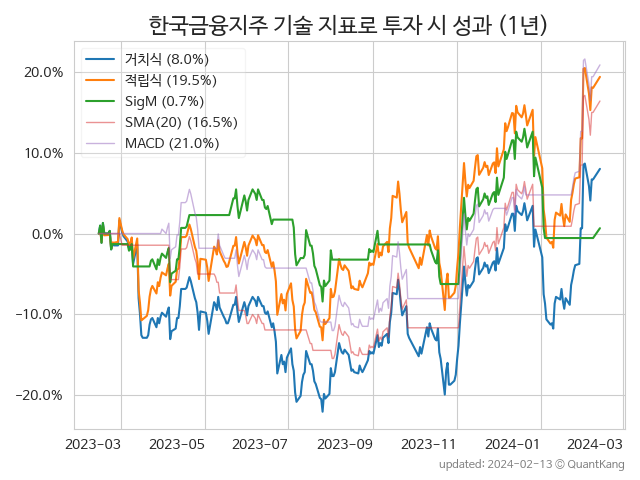 한국금융지주 기술 지표로 투자 시 성과 (1년)
거치식 (8.0%)
적립식 (19.5%)
SigM (0.7%)
SMA(20) (16.5%)
MACD (21.0%)
20.0%
10.0%
0.0%
−10.0%
−20.0%
2023-03 2023-05 2023-07 2023-09 2023-11 2024-01 2024-03
updated: 2024-02-13 © QuantKang